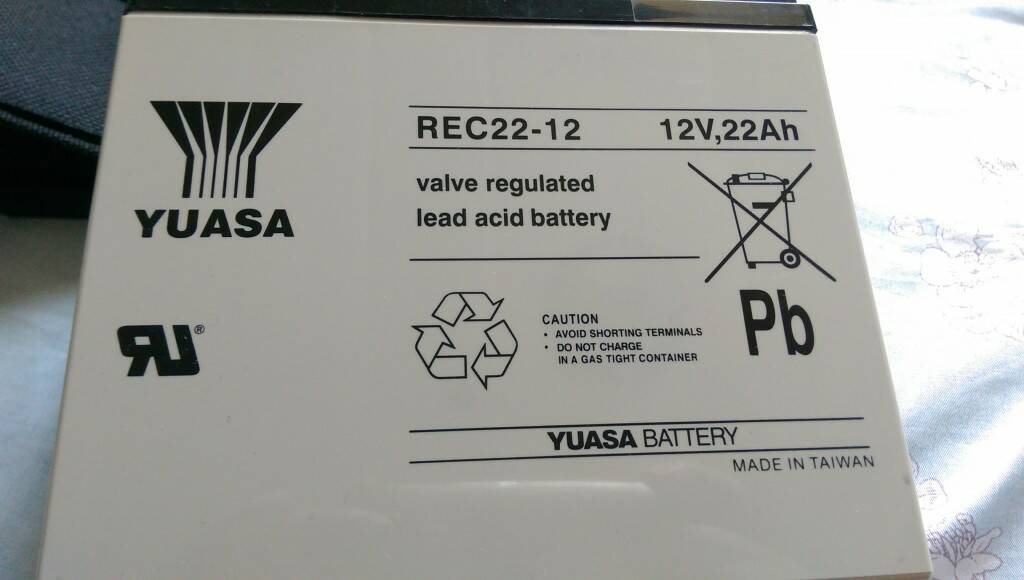 YUASA
REC22-12 12V,22Ah
valve regulated
lead acid battery
Pb
CAUTION
• AVOID SHORTING TERMINALS
• DO NOT CHARGE
IN A GAS TIGHT CONTAINER
RU®
YUASA BATTERY
MADE IN TAIWAN